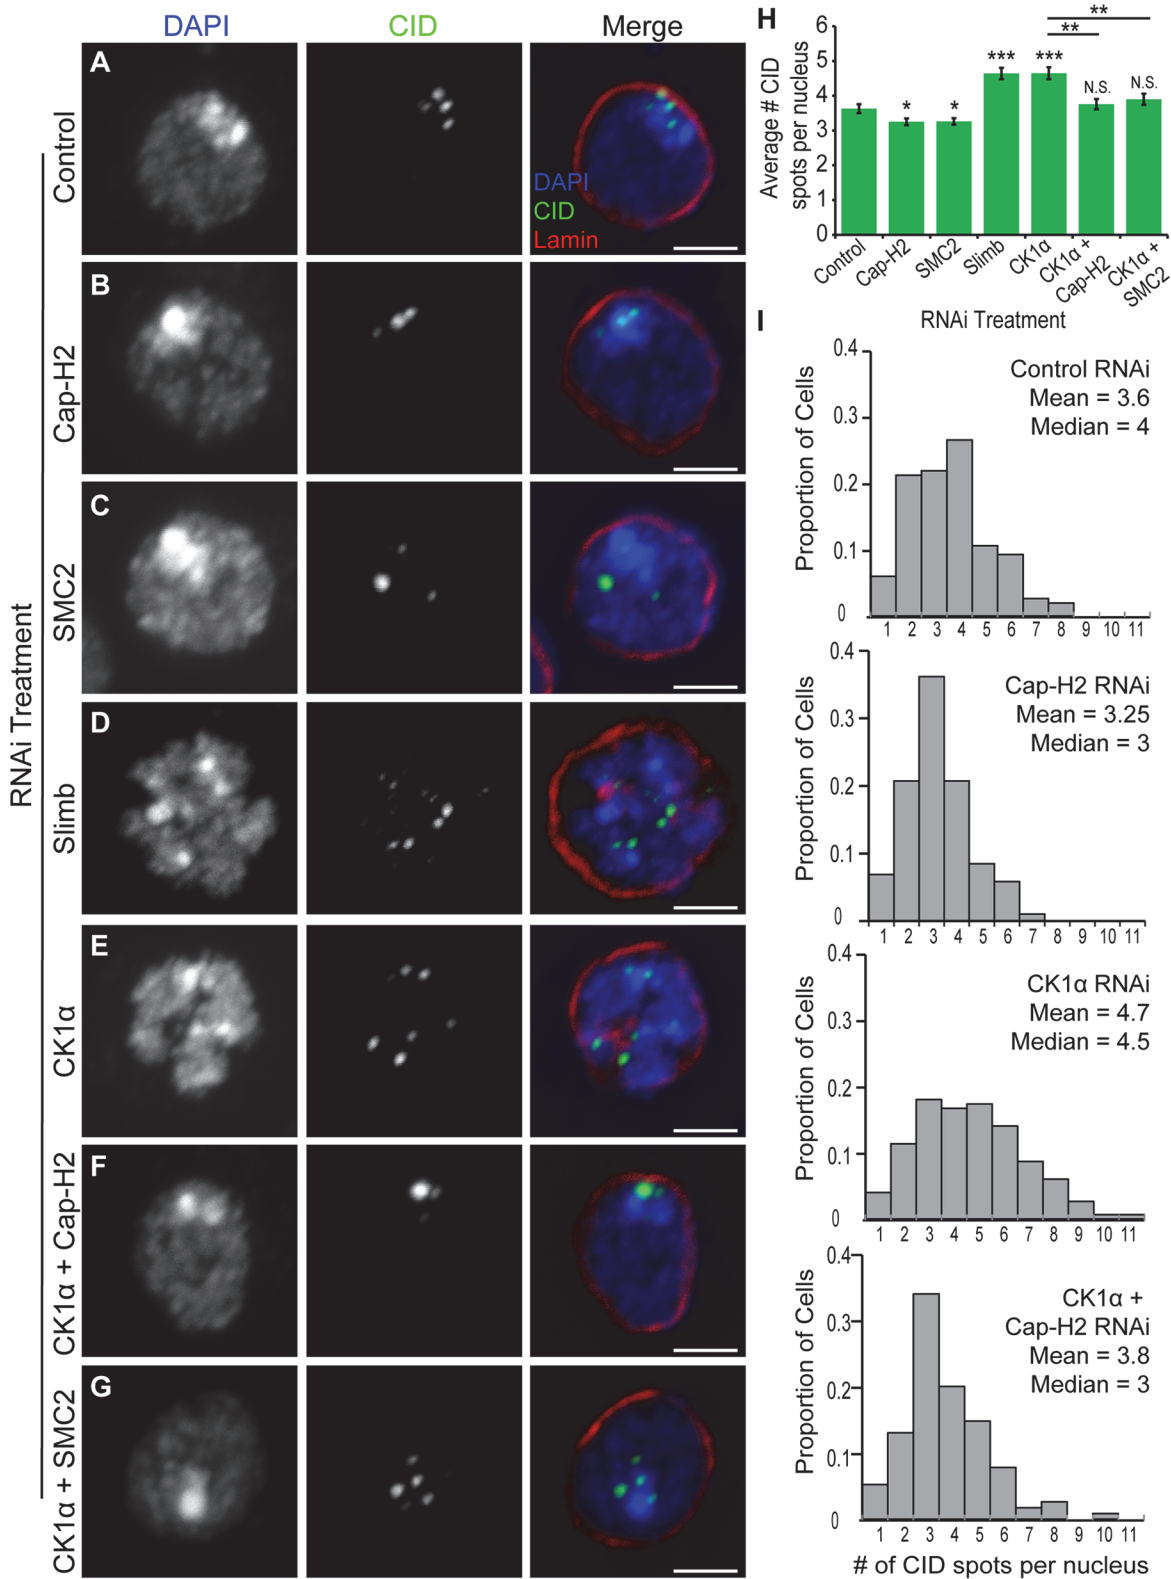 DAPI
CID
Merge
RNAi Treatment
A
Control
DAPI
CID
Lamin
B
Cap-H2
C
SMC2
D
Slimb
E
CK1α
F
CK1α + Cap-H2
G
CK1α + SMC2
H
Average # CID
spots per nucleus
6
5
4
3
2
1
0
*
*
***
***
**
**
N.S.
N.S.
Control
Cap-H2
SMC2
Slimb
CK1α
CK1α +
Cap-H2
CK1α +
SMC2
RNAi Treatment
I
Proportion of Cells
0.4
0.3
0.2
0.1
0
Control RNAi
Mean = 3.6
Median = 4
1 2 3 4 5 6 7 8 9 10 11
Proportion of Cells
0.4
0.3
0.2
0.1
0
Cap-H2 RNAi
Mean = 3.25
Median = 3
1 2 3 4 5 6 7 8 9 10 11
Proportion of Cells
0.4
0.3
0.2
0.1
0
CK1α RNAi
Mean = 4.7
Median = 4.5
1 2 3 4 5 6 7 8 9 10 11
Proportion of Cells
0.4
0.3
0.2
0.1
0
CK1α +
Cap-H2 RNAi
Mean = 3.8
Median = 3
1 2 3 4 5 6 7 8 9 10 11
# of CID spots per nucleus